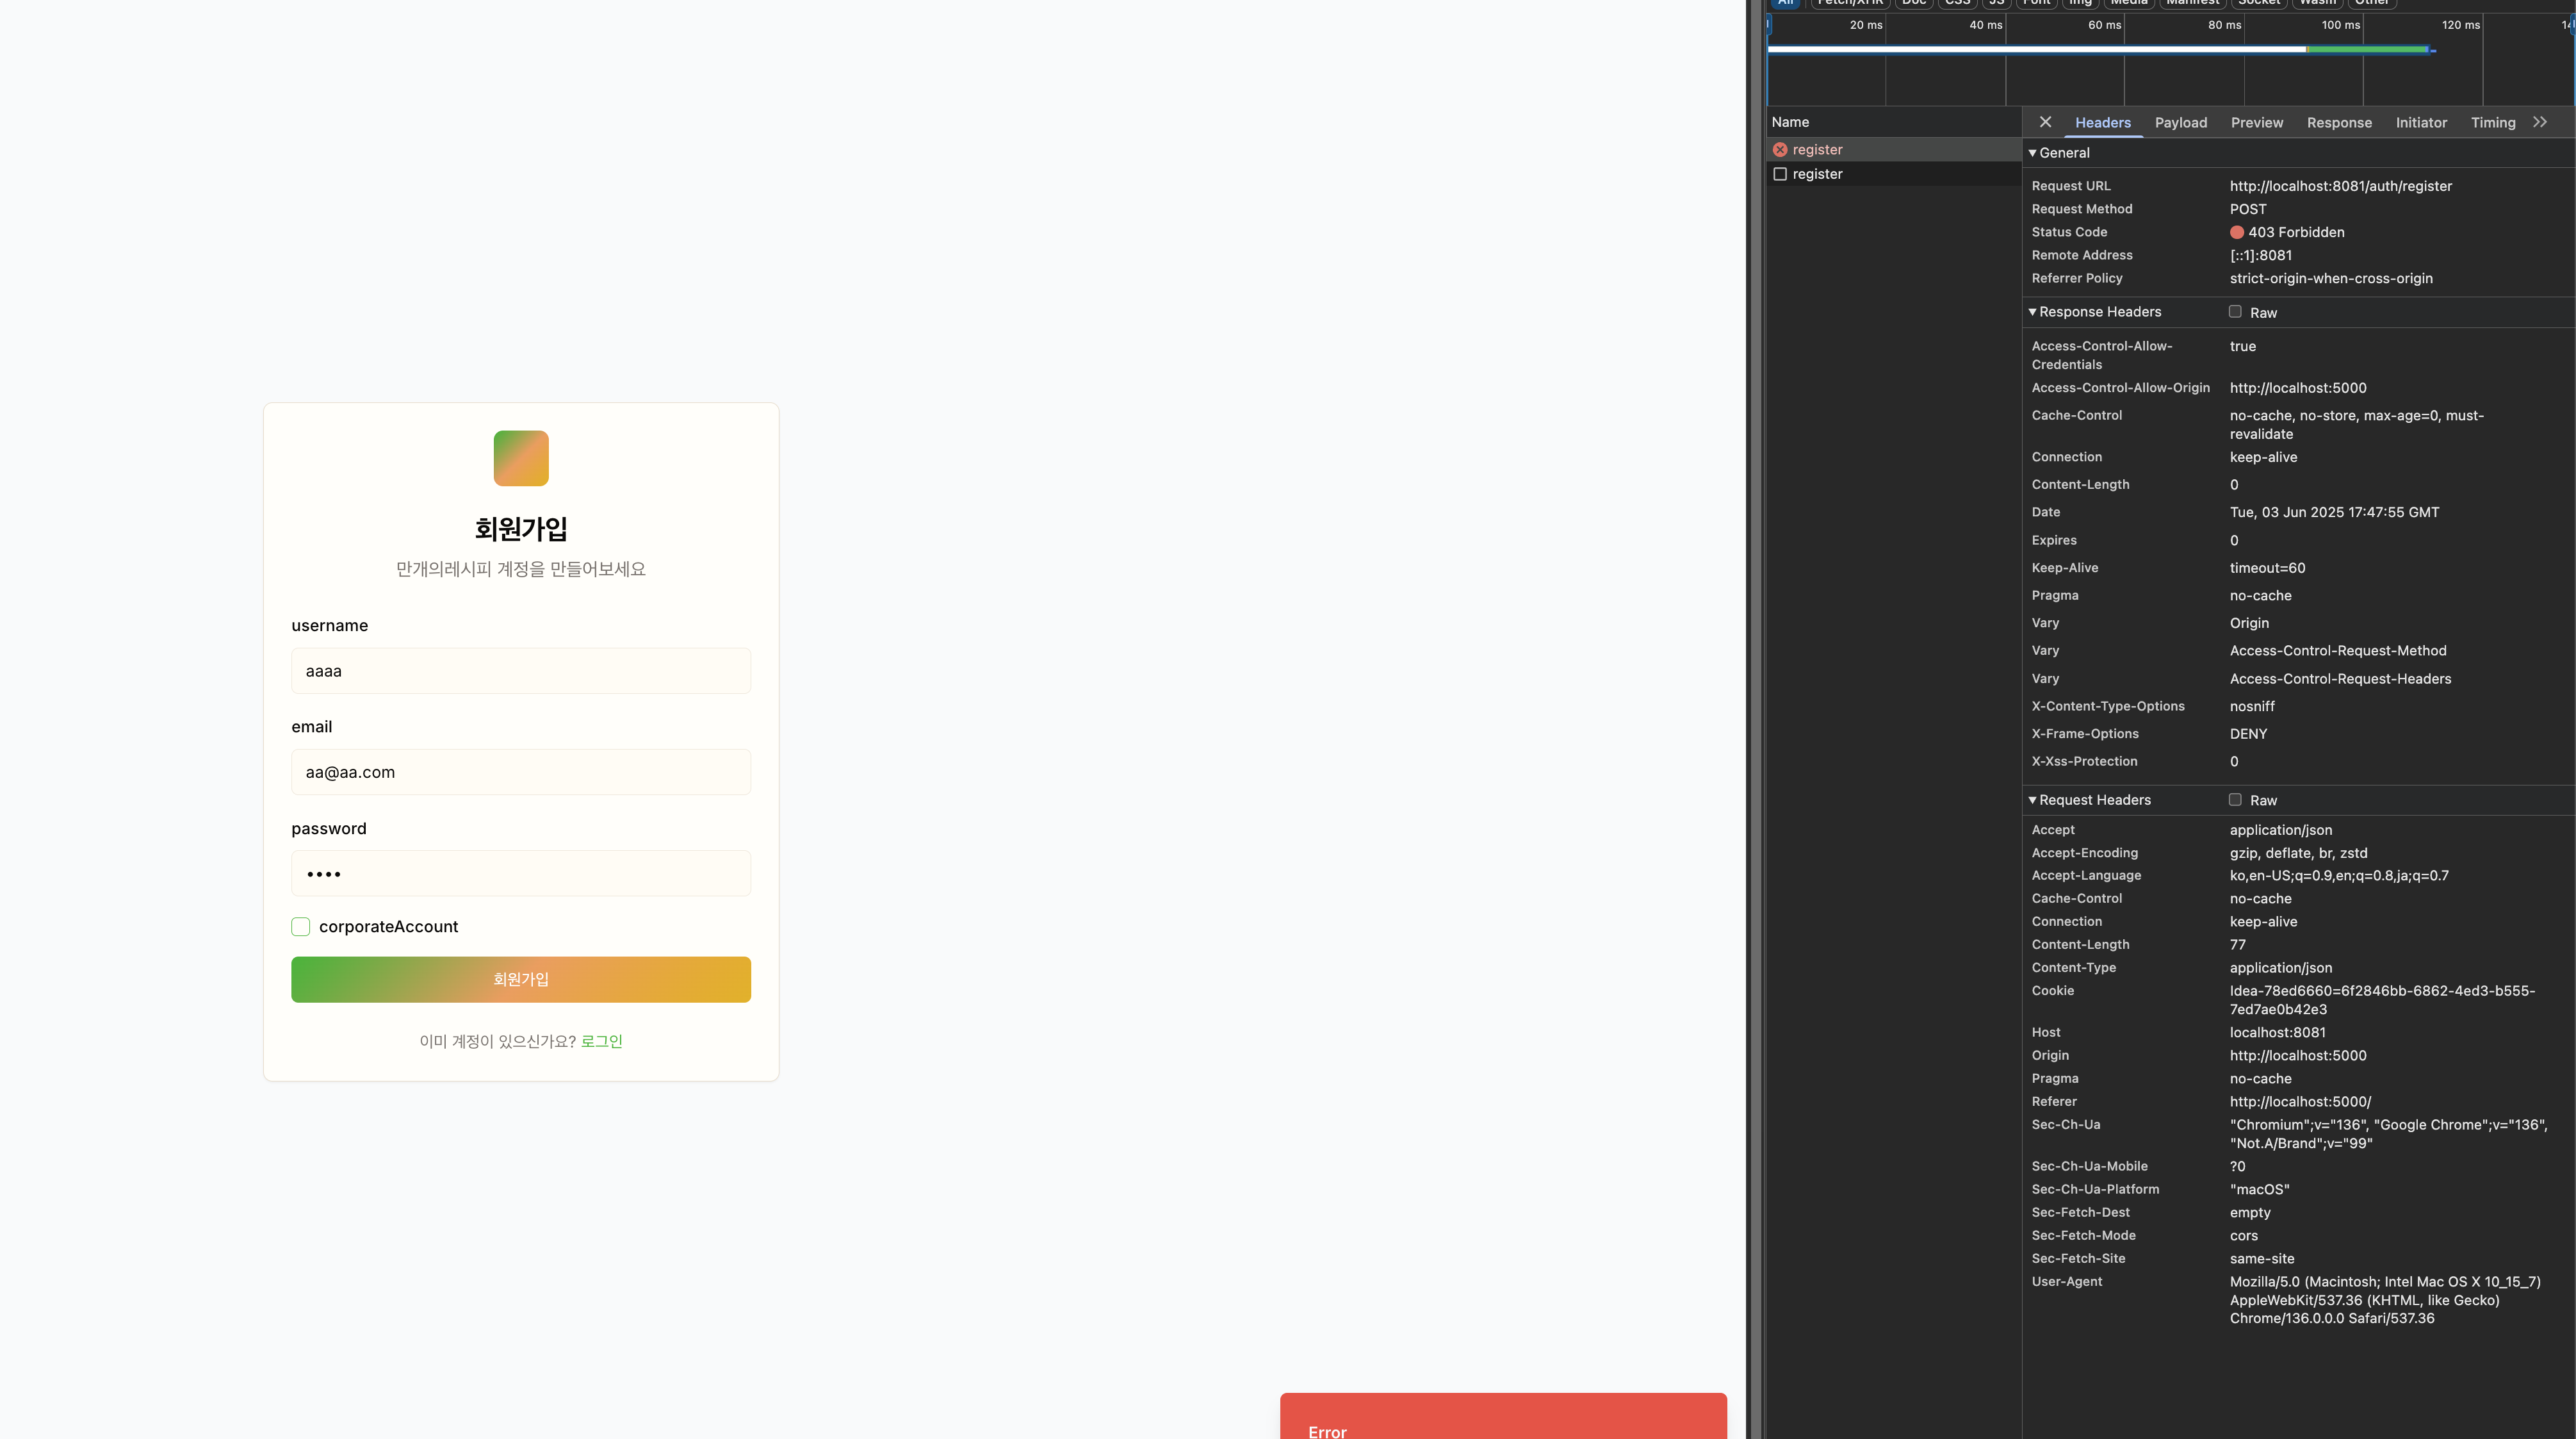 회원가입
만개의레시피 계정을 만들어보세요
username
aaaa
email
aa@aa.com
password
••••
corporateAccount
회원가입
이미 계정이 있으신가요? 로그인
Error
All Fetch/XHR Doc CSS JS Font Img Media Manifest Socket Wasm Other
20 ms 40 ms 60 ms 80 ms 100 ms 120 ms
Name
register
register
Headers Payload Preview Response Initiator Timing
General
Request URL http://localhost:8081/auth/register
Request Method POST
Status Code 403 Forbidden
Remote Address [::1]:8081
Referrer Policy strict-origin-when-cross-origin
Response Headers Raw
Access-Control-Allow-Credentials true
Access-Control-Allow-Origin http://localhost:5000
Cache-Control no-cache, no-store, max-age=0, must-revalidate
Connection keep-alive
Content-Length 0
Date Tue, 03 Jun 2025 17:47:55 GMT
Expires 0
Keep-Alive timeout=60
Pragma no-cache
Vary Origin
Vary Access-Control-Request-Method
Vary Access-Control-Request-Headers
X-Content-Type-Options nosniff
X-Frame-Options DENY
X-Xss-Protection 0
Request Headers Raw
Accept application/json
Accept-Encoding gzip, deflate, br, zstd
Accept-Language ko,en-US;q=0.9,en;q=0.8,ja;q=0.7
Cache-Control no-cache
Connection keep-alive
Content-Length 77
Content-Type application/json
Cookie Idea-78ed6660=6f2846bb-6862-4ed3-b555-
7ed7ae0b42e3
Host localhost:8081
Origin http://localhost:5000
Pragma no-cache
Referer http://localhost:5000/
Sec-Ch-Ua "Chromium";v="136", "Google Chrome";v="136",
"Not.A/Brand";v="99"
Sec-Ch-Ua-Mobile ?0
Sec-Ch-Ua-Platform "macOS"
Sec-Fetch-Dest empty
Sec-Fetch-Mode cors
Sec-Fetch-Site same-site
User-Agent Mozilla/5.0 (Macintosh; Intel Mac OS X 10_15_7)
AppleWebKit/537.36 (KHTML, like Gecko)
Chrome/136.0.0.0 Safari/537.36